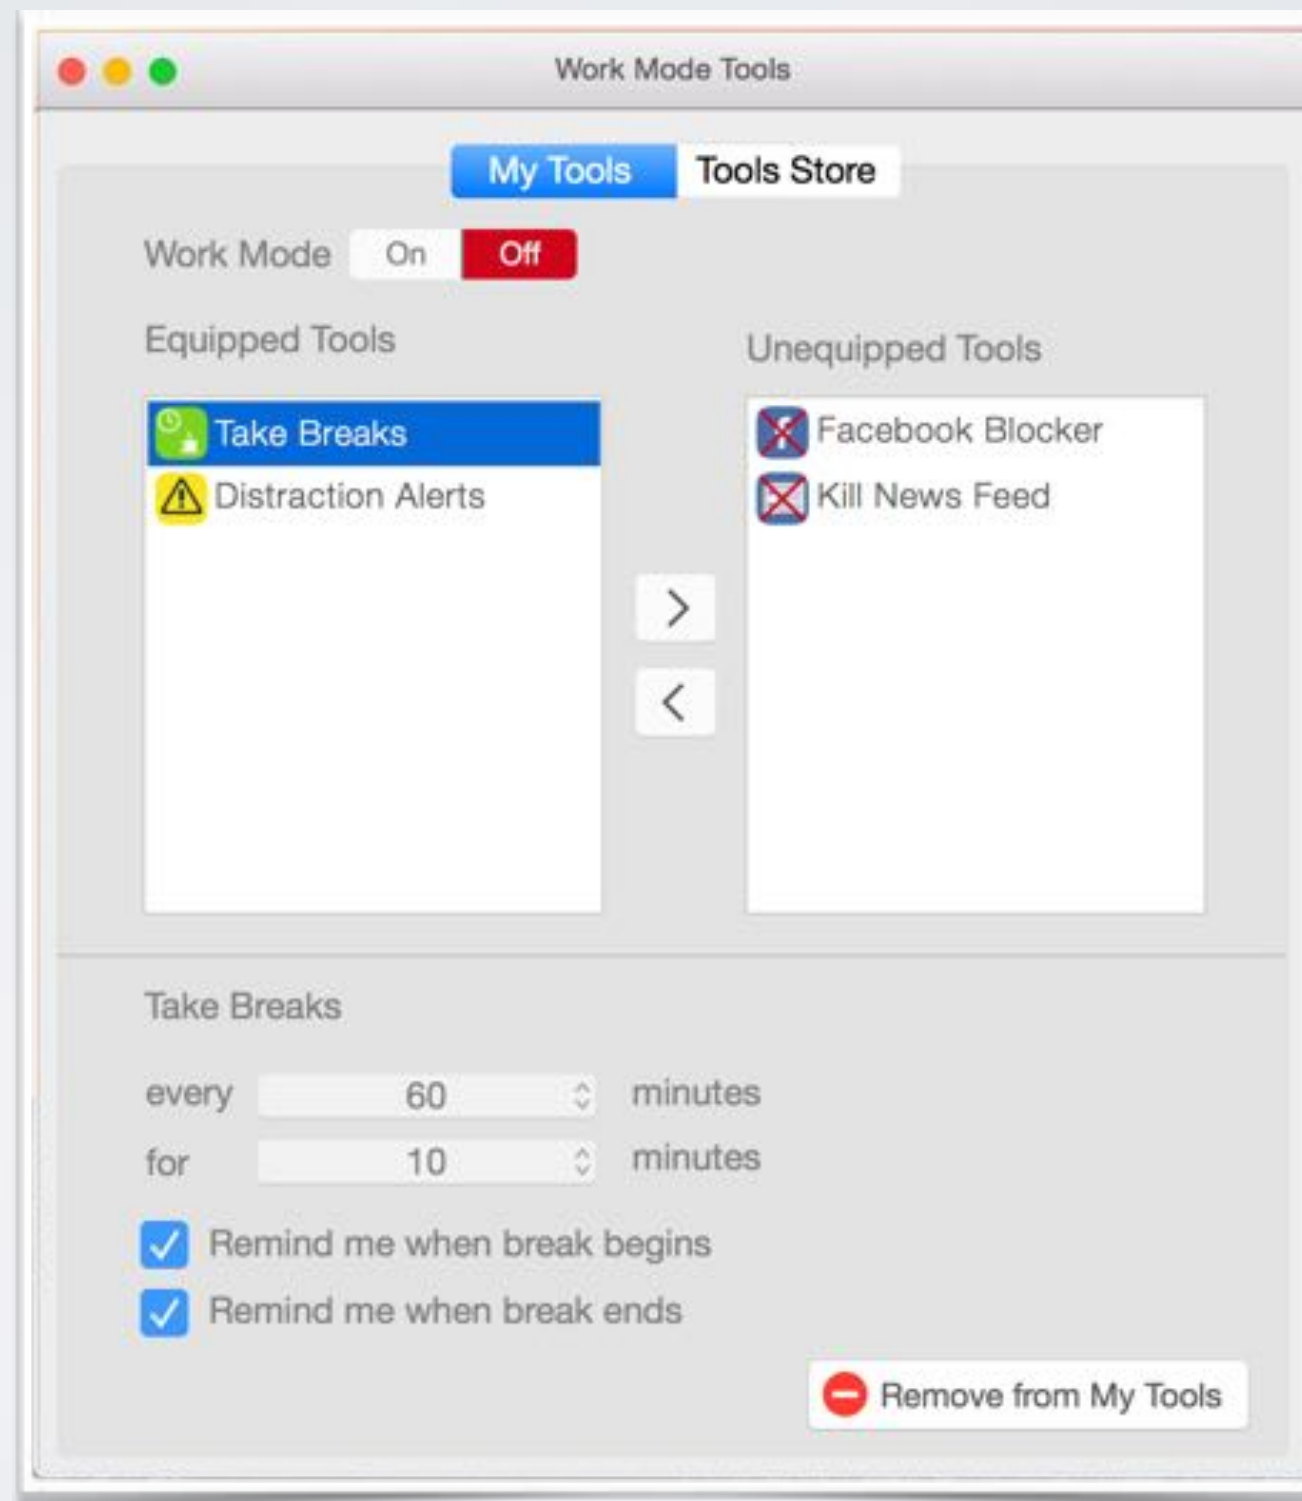 Work Mode Tools
My Tools Tools Store
Work Mode On Off
Equipped Tools
Unequipped Tools
Take Breaks
Distraction Alerts
Facebook Blocker
Kill News Feed
>
<
Take Breaks
every 60 minutes
for 10 minutes
Remind me when break begins
Remind me when break ends
Remove from My Tools